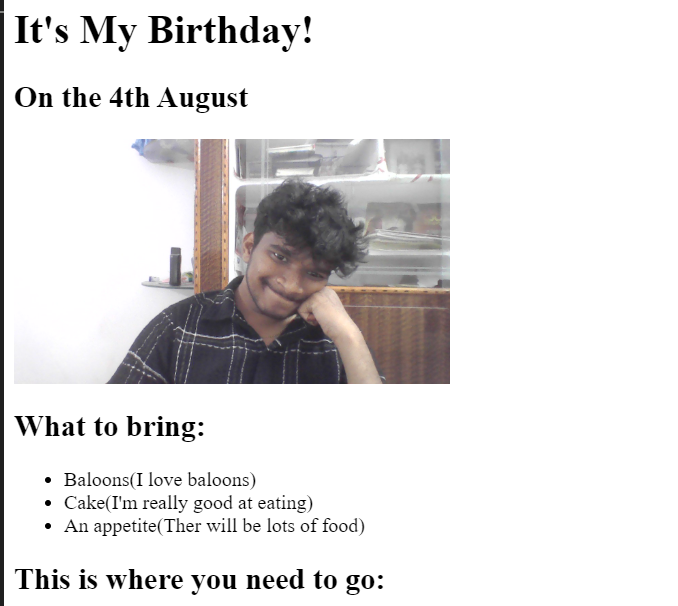 It's My Birthday!
On the 4th August
What to bring:
Baloons(I love baloons)
Cake(I'm really good at eating)
An appetite(Ther will be lots of food)
This is where you need to go: